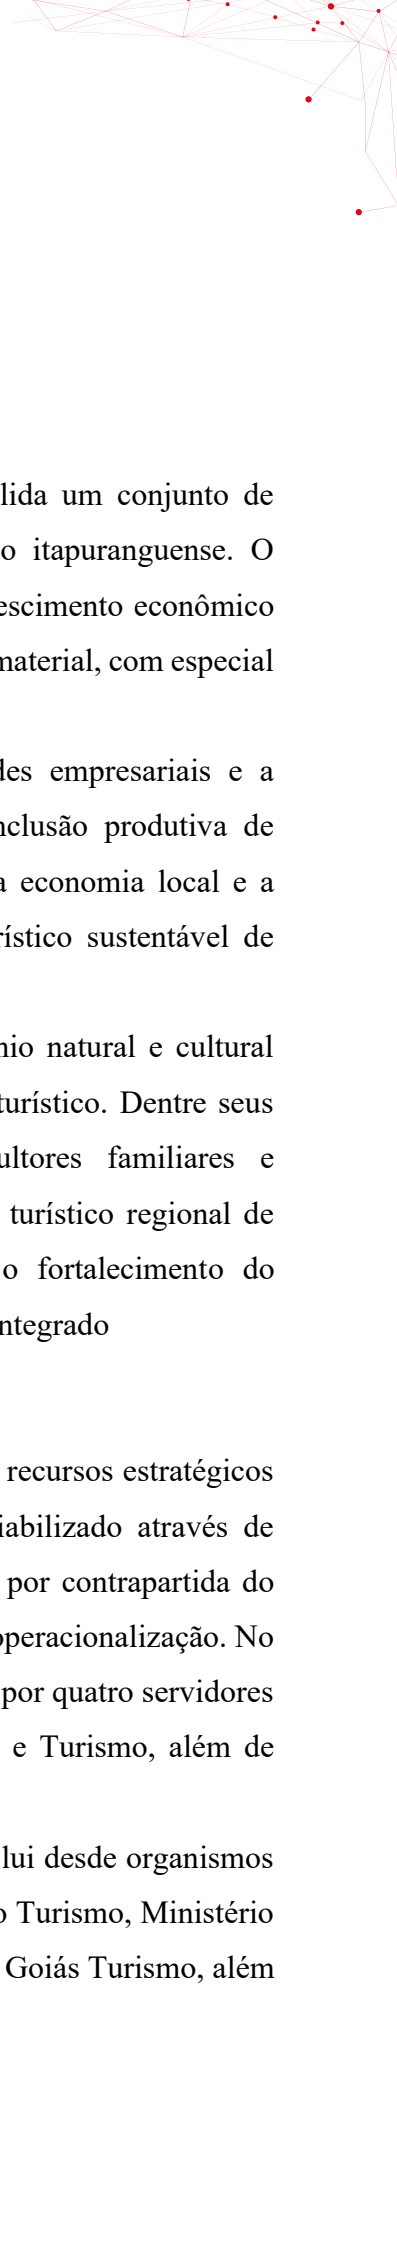 lida um conjunto de
o itapuranguense. O
escimento econômico
material, com especial
des empresariais e a
nclusão produtiva de
a economia local e a
rístico sustentável de
nio natural e cultural
turístico. Dentre seus
ultores familiares e
turístico regional de
o fortalecimento do
ntegrado
recursos estratégicos
iabilizado através de
por contrapartida do
operacionalização. No
por quatro servidores
e Turismo, além de
lui desde organismos
o Turismo, Ministério
Goiás Turismo, além